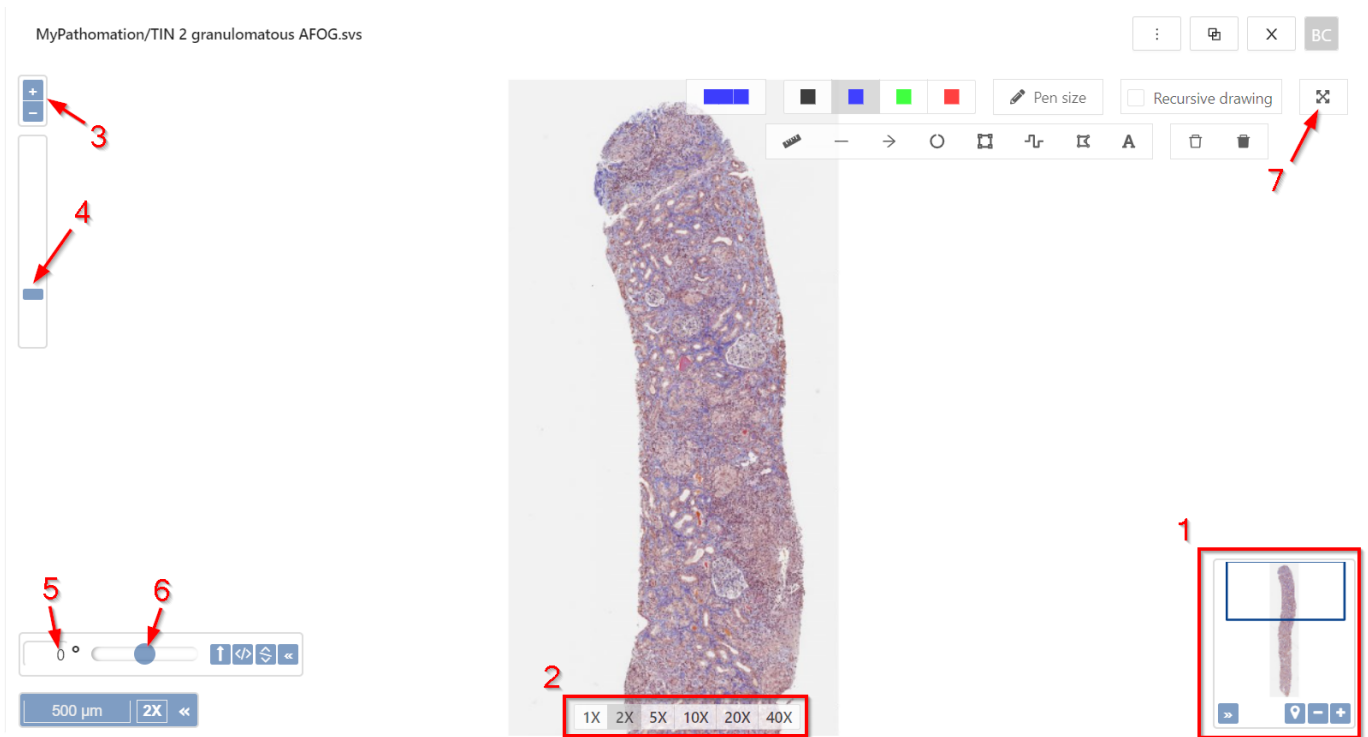 MyPathomation/TIN 2 granulomatous AFOG.svs
BC
+
−
3
Pen size
Recursive drawing
A
7
4
1
5
6
0 °
</>
«
2
500 µm
2X
«
1X 2X 5X 10X 20X 40X
»
−
+